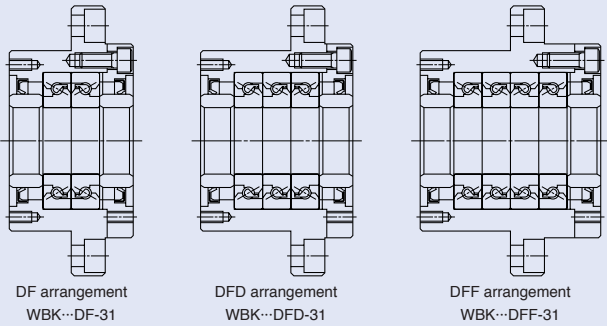 DF arrangement
WBK···DF-31
DFD arrangement
WBK···DFD-31
DFF arrangement
WBK···DFF-31